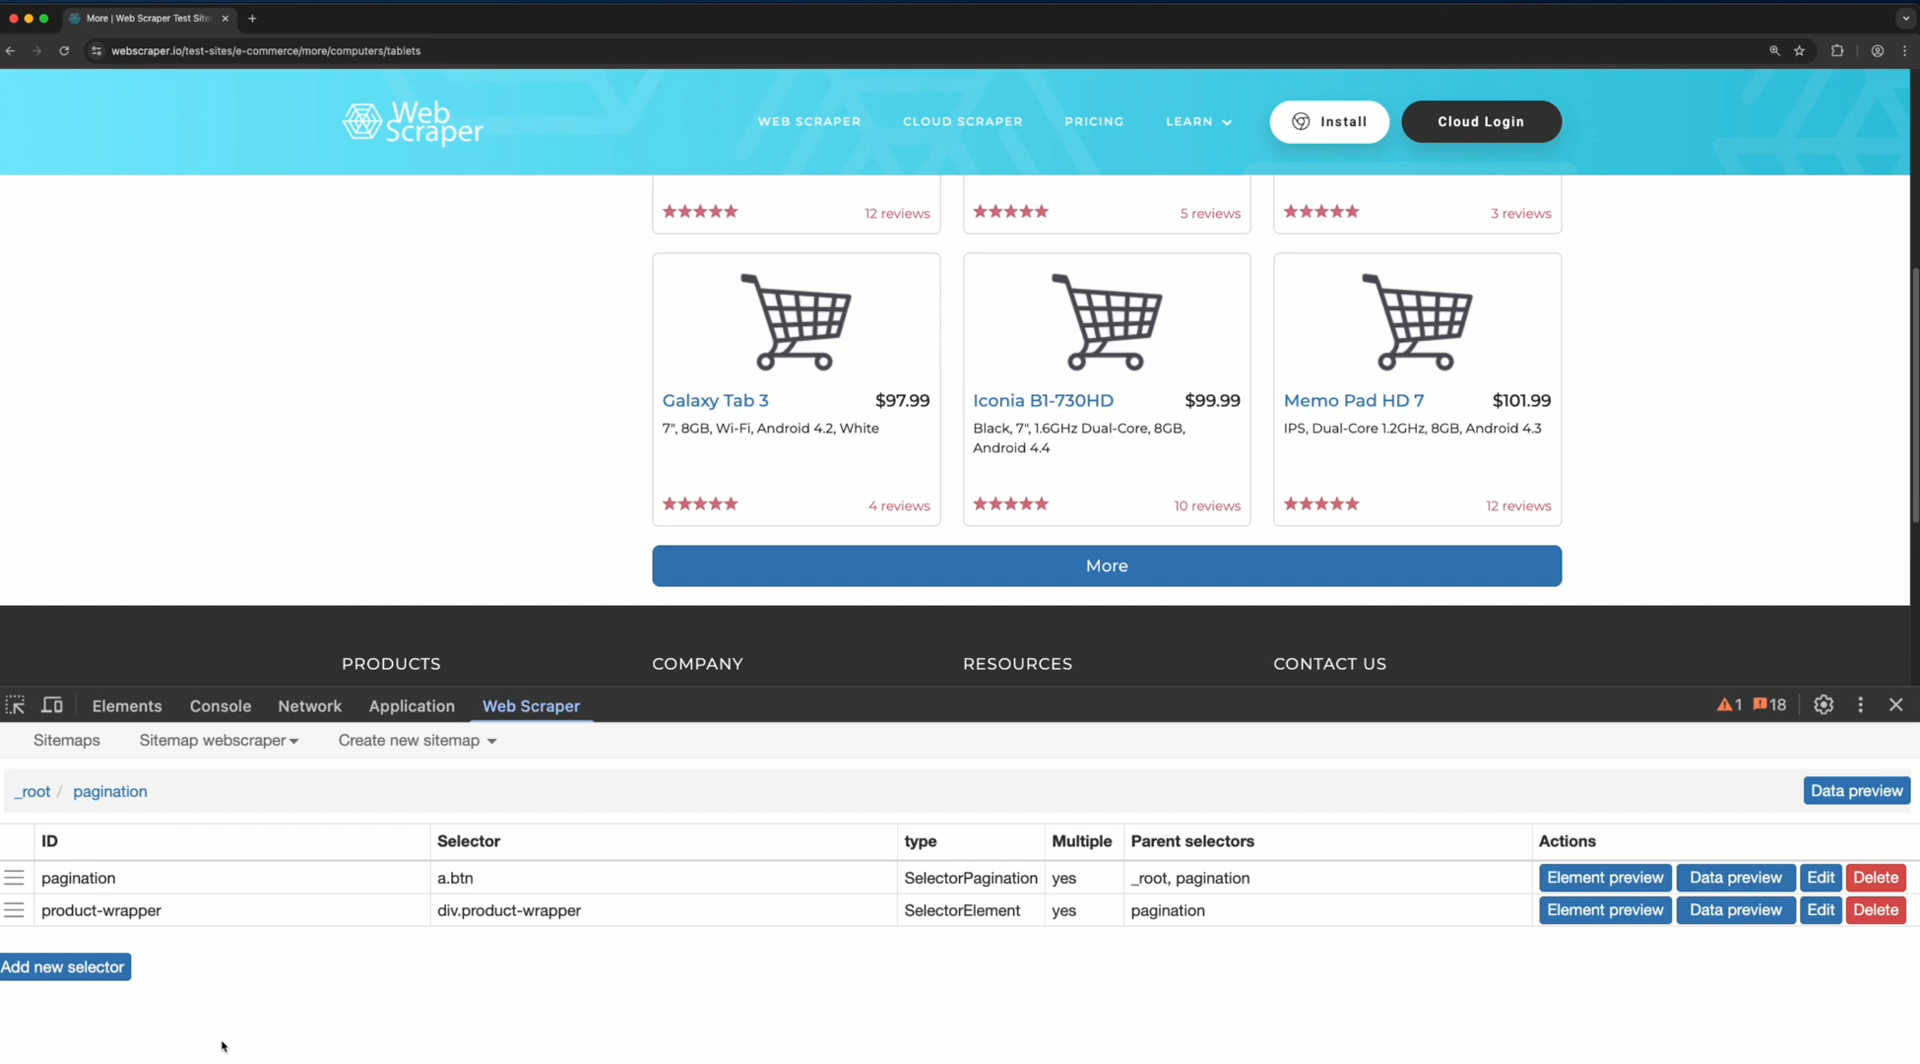 More | Web Scraper Test Site
webscraper.io/test-sites/e-commerce/more/computers/tablets
Web Scraper
WEB SCRAPER
CLOUD SCRAPER
PRICING
LEARN
Install
Cloud Login
12 reviews
5 reviews
3 reviews
Galaxy Tab 3 $97.99
7", 8GB, Wi-Fi, Android 4.2, White
4 reviews
Iconia B1-730HD $99.99
Black, 7", 1.6GHz Dual-Core, 8GB,
Android 4.4
10 reviews
Memo Pad HD 7 $101.99
IPS, Dual-Core 1.2GHz, 8GB, Android 4.3
12 reviews
More
PRODUCTS
COMPANY
RESOURCES
CONTACT US
Elements Console Network Application Web Scraper 1 18
Sitemaps Sitemap webscraper Create new sitemap
_root / pagination Data preview
ID Selector type Multiple Parent selectors Actions
pagination a.btn SelectorPagination yes _root, pagination Element preview Data preview Edit Delete
product-wrapper div.product-wrapper SelectorElement yes pagination Element preview Data preview Edit Delete
Add new selector